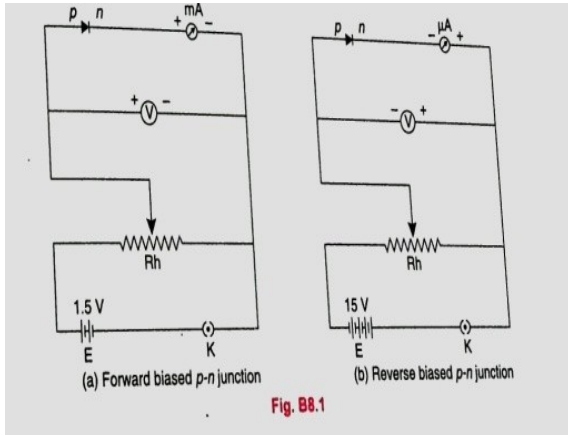 p n + mA −
+ V −
Rh
1.5 V
E K
(a) Forward biased p-n junction
p n − μA +
− V +
Rh
15 V
E K
(b) Reverse biased p-n junction
Fig. B8.1